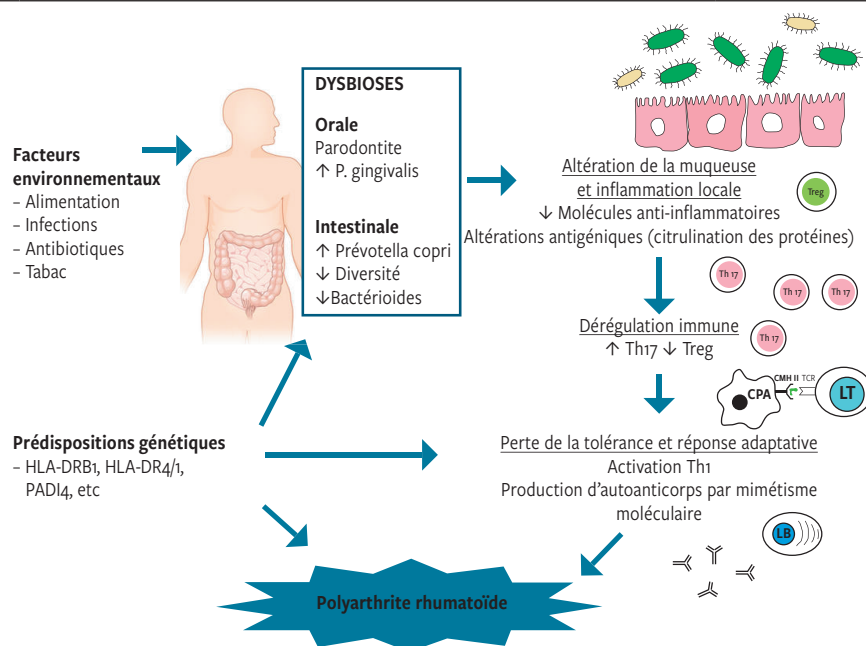 Facteurs
environnementaux
– Alimentation
– Infections
– Antibiotiques
– Tabac
DYSBIOSES
Orale
Parodontite
↑ P. gingivalis
Intestinale
↑ Prévotella copri
↓ Diversité
↓Bactérioides
Altération de la muqueuse
et inflammation locale
↓ Molécules anti-inflammatoires
Altérations antigéniques (citrulination des protéines)
Treg
Th 17
Th 17
Th 17
Th 17
Dérégulation immune
↑ Th17 ↓ Treg
CMH II TCR
CPA
LT
Prédispositions génétiques
– HLA-DRB1, HLA-DR4/1,
PADI4, etc
Perte de la tolérance et réponse adaptative
Activation Th1
Production d'autoanticorps par mimétisme
moléculaire
LB
Polyarthrite rhumatoïde